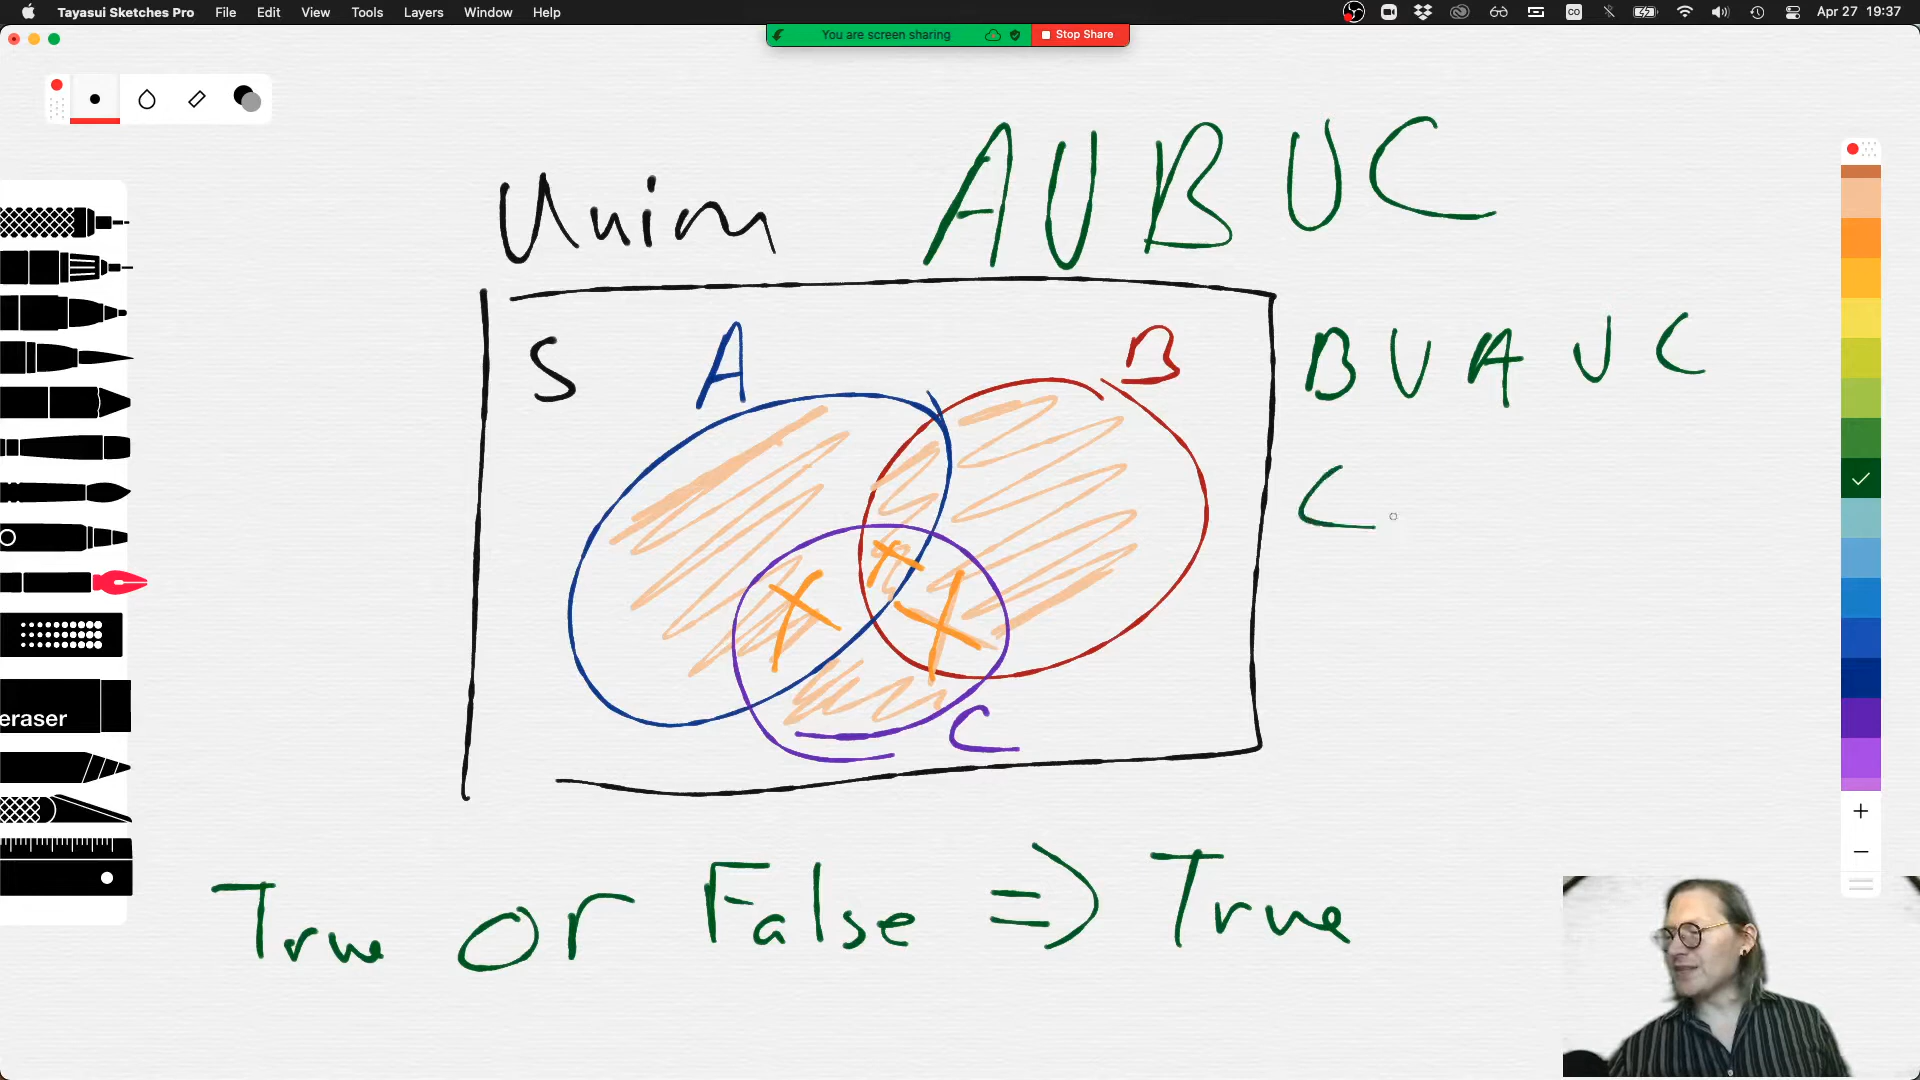 Tayasui Sketches Pro File Edit View Tools Layers Window Help Apr 27 19:37
You are screen sharing Stop Share
Union A U B U C
S A B B U A U C
C
C
eraser
True or False => True